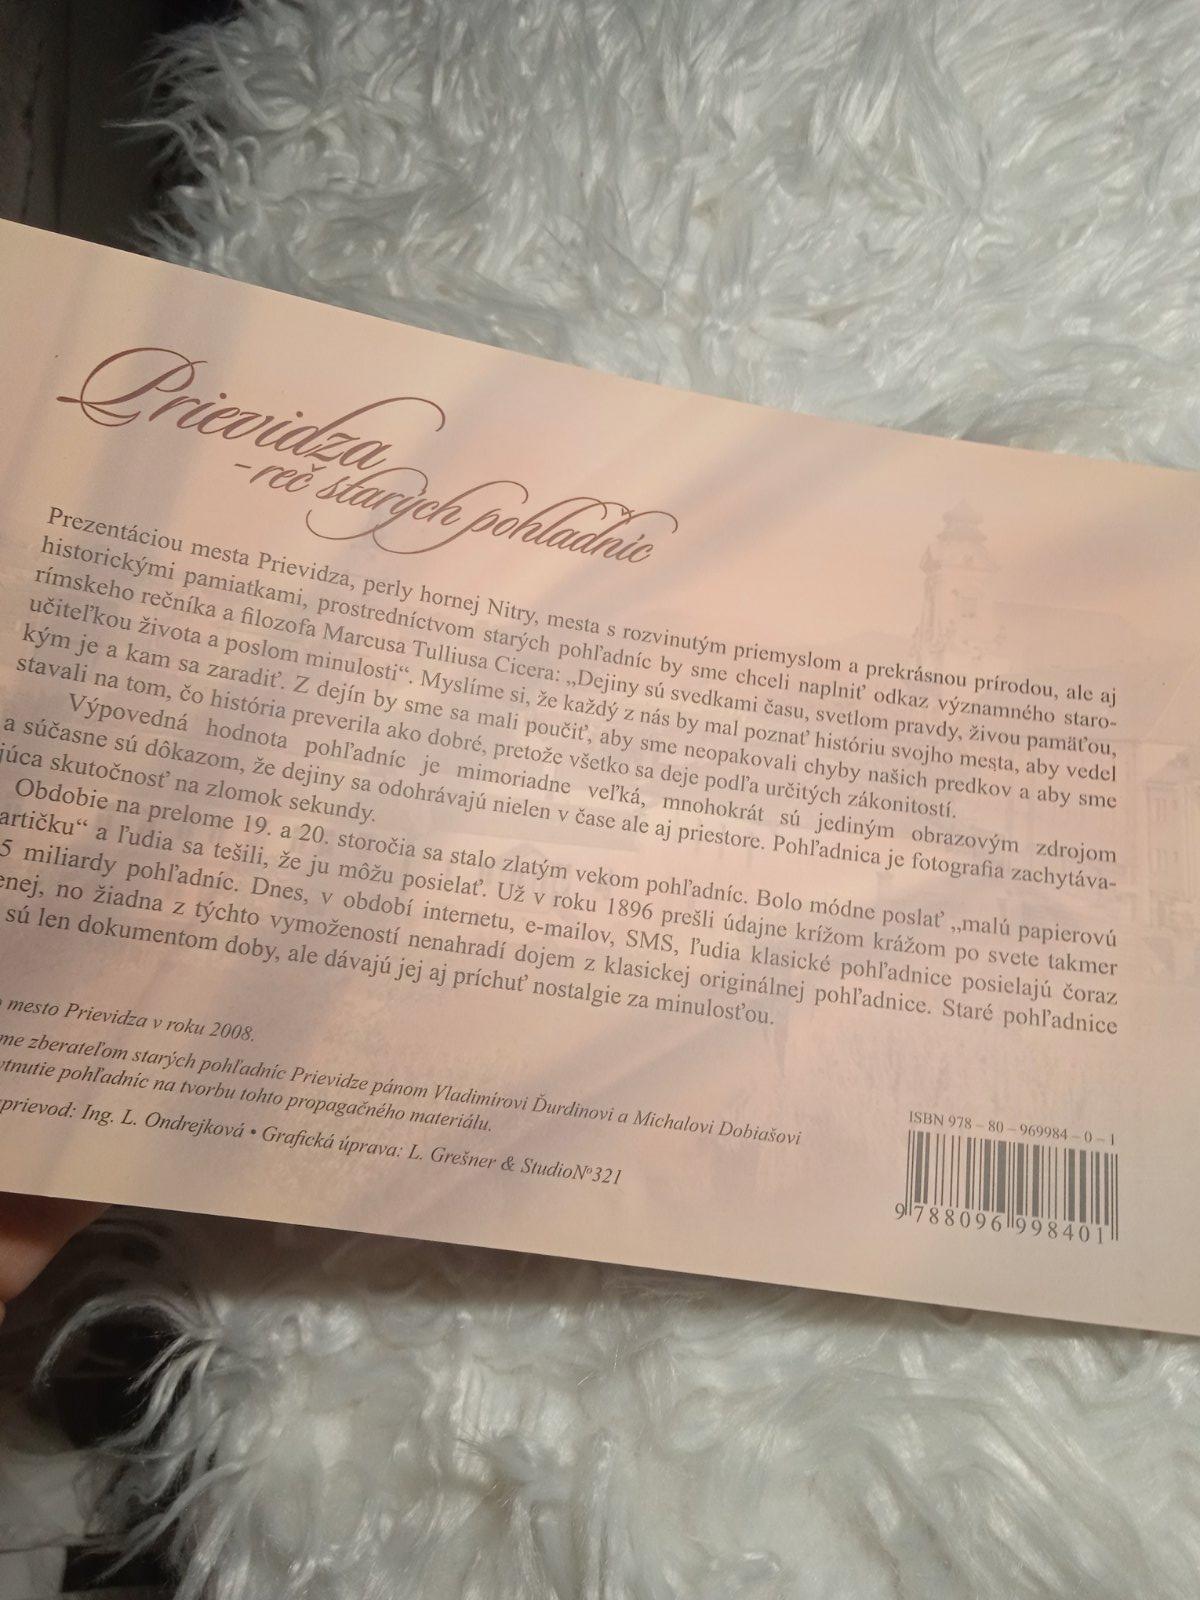 Prievidza
- reč starých pohľadníc
Prezentáciou mesta Prievidza, perly hornej Nitry, mesta s rozvinutým priemyslom a prekrásnou prírodou, ale aj
historickými pamiatkami, prostredníctvom starých pohľadníc by sme chceli naplniť odkaz významného staro-
rímskeho rečníka a filozofa Marcusa Tulliusa Cicera: „Dejiny sú svedkami času, svetlom pravdy, živou pamäťou,
učiteľkou života a poslom minulosti“. Myslíme si, že každý z nás by mal poznať históriu svojho mesta, aby vedel
kým je a kam sa zaradiť. Z dejín by sme sa mali poučiť, aby sme neopakovali chyby našich predkov a aby sme
stavali na tom, čo história preverila ako dobré, pretože všetko sa deje podľa určitých zákonitostí.
Výpovedná hodnota pohľadníc je mimoriadne veľká, mnohokrát sú jediným obrazovým zdrojom
a súčasne sú dôkazom, že dejiny sa odohrávajú nielen v čase ale aj priestore. Pohľadnica je fotografia zachytáva-
júca skutočnosť na zlomok sekundy.
Obdobie na prelome 19. a 20. storočia sa stalo zlatým vekom pohľadníc. Bolo módne poslať „malú papierovú
artičku“ a ľudia sa tešili, že ju môžu posielať. Už v roku 1896 prešli údajne krížom krážom po svete takmer
5 miliardy pohľadníc. Dnes, v období internetu, e-mailov, SMS, ľudia klasické pohľadnice posielajú čoraz
enej, no žiadna z týchto vymožeností nenahradí dojem z klasickej originálnej pohľadnice. Staré pohľadnice
sú len dokumentom doby, ale dávajú jej aj príchuť nostalgie za minulosťou.
o mesto Prievidza v roku 2008.
me zberateľom starých pohľadníc Prievidze pánom Vladimírovi Ďurdinovi a Michalovi Dobiašovi
ytnutie pohľadníc na tvorbu tohto propagačného materiálu.
sprievod: Ing. L. Ondrejková • Grafická úprava: L. Grešner & StudioNº321
ISBN 978 – 80 – 969984 – 0 – 1
9 788096 998401